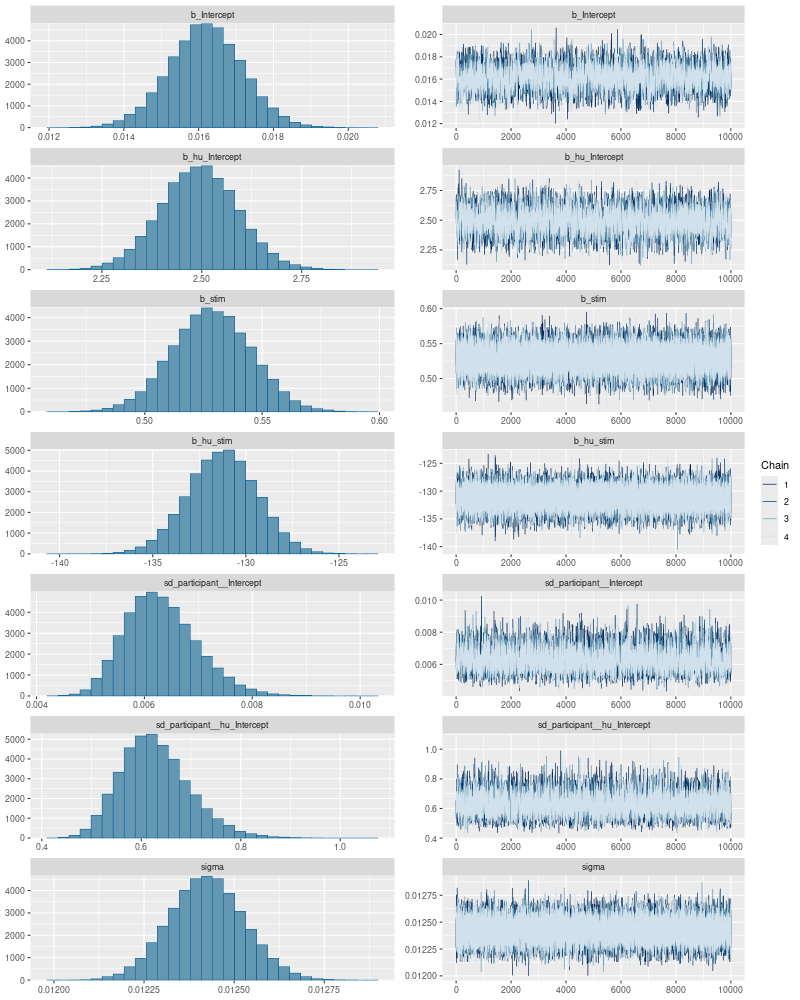 b_Intercept
4000
3000
2000
1000
0
0.012 0.014 0.016 0.018 0.020
b_Intercept
0.020
0.018
0.016
0.014
0.012
0 2000 4000 6000 8000 10000
b_hu_Intercept
4000
3000
2000
1000
0
2.25 2.50 2.75
b_hu_Intercept
2.75
2.50
2.25
0 2000 4000 6000 8000 10000
b_stim
4000
3000
2000
1000
0
0.50 0.55 0.60
b_stim
0.60
0.55
0.50
0 2000 4000 6000 8000 10000
b_hu_stim
5000
4000
3000
2000
1000
0
-140 -135 -130 -125
b_hu_stim
-125
-130
-135
-140
0 2000 4000 6000 8000 10000
sd_participant__Intercept
4000
3000
2000
1000
0
0.004 0.006 0.008 0.010
sd_participant__Intercept
0.010
0.008
0.006
0 2000 4000 6000 8000 10000
sd_participant__hu_Intercept
5000
4000
3000
2000
1000
0
0.4 0.6 0.8 1.0
sd_participant__hu_Intercept
1.0
0.8
0.6
0.4
0 2000 4000 6000 8000 10000
sigma
4000
3000
2000
1000
0
0.01200 0.01225 0.01250 0.01275
sigma
0.01275
0.01250
0.01225
0.01200
0 2000 4000 6000 8000 10000
Chain
1
2
3
4